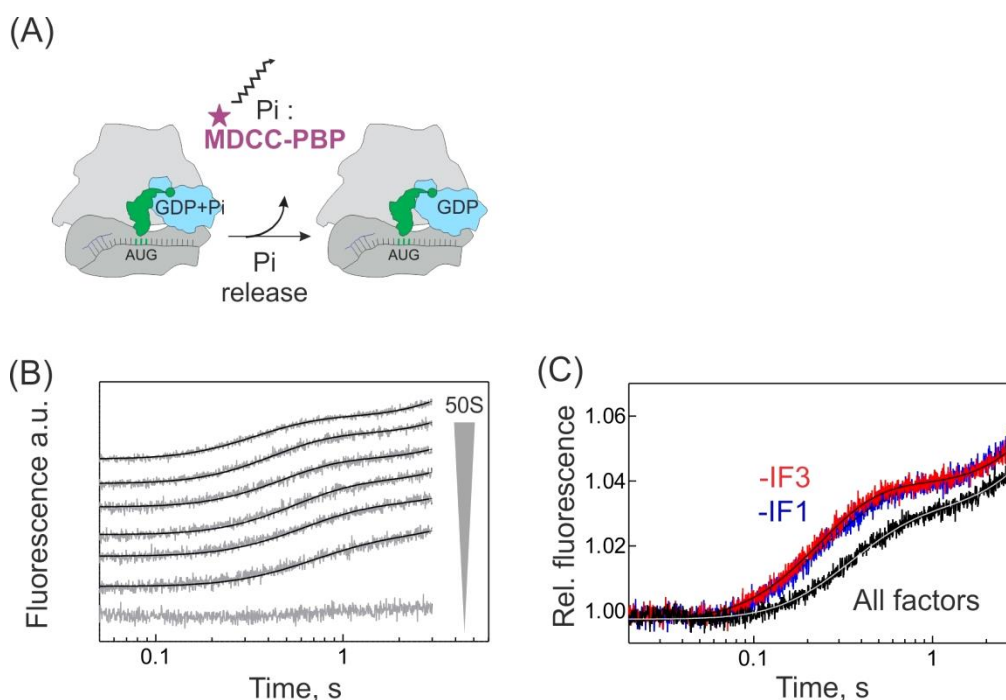 (A)
Pi :
MDCC-PBP
GDP+Pi
AUG
Pi
release
GDP
AUG
(B)
Fluorescence a.u.
50S
0.1
1
Time, s
(C)
Rel. fluorescence
1.06
1.04
1.02
1.00
-IF3
-IF1
All factors
0.1
1
Time, s